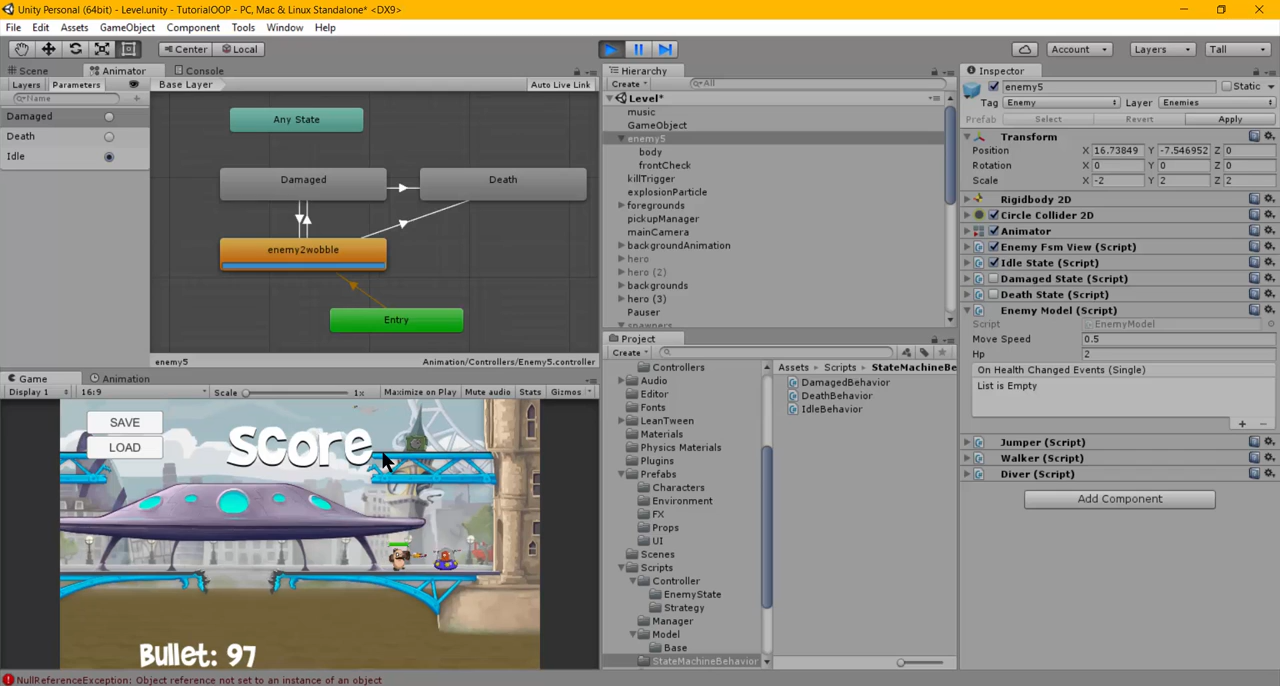 Unity Personal (64bit) - Level.unity - TutorialOOP - PC, Mac & Linux Standalone* <DX9>
File Edit Assets GameObject Component Tools Window Help
Center Local Account Layers Tall
Scene Animator Console
Layers Parameters Base Layer Auto Live Link
Name
Damaged
Death
Idle
Any State
Damaged Death
enemy2wobble
Entry
enemy5 Animation/Controllers/Enemy5.controller
Game Animation
Display 1 16:9 Scale 1x Maximize on Play Mute audio Stats Gizmos
SAVE
LOAD
Score
Bullet: 97
Hierarchy
Create All
Level*
music
GameObject
enemy5
body
frontCheck
killTrigger
explosionParticle
foregrounds
pickupManager
mainCamera
backgroundAnimation
hero
hero (2)
backgrounds
hero (3)
Pauser
spawners
Project
Create
Controllers
Audio
Editor
Fonts
LeanTween
Materials
Physics Materials
Plugins
Prefabs
Characters
Environment
FX
Props
UI
Scenes
Scripts
Controller
EnemyState
Strategy
Manager
Model
Base
StateMachineBehavior
Assets Scripts StateMachineBe
DamagedBehavior
DeathBehavior
IdleBehavior
Inspector
enemy5 Static
Tag Enemy Layer Enemies
Prefab Select Revert Apply
Transform
Position X 16.73849 Y -7.546952 Z 0
Rotation X 0 Y 0 Z 0
Scale X -2 Y 2 Z 2
Rigidbody 2D
Circle Collider 2D
Animator
Enemy Fsm View (Script)
Idle State (Script)
Damaged State (Script)
Death State (Script)
Enemy Model (Script)
Script EnemyModel
Move Speed 0.5
Hp 2
On Health Changed Events (Single)
List is Empty
Jumper (Script)
Walker (Script)
Diver (Script)
Add Component
NullReferenceException: Object reference not set to an instance of an object